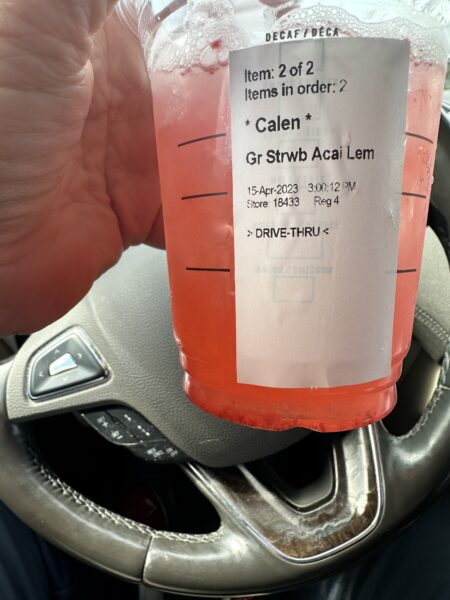 DECAF / DÉCA
Item: 2 of 2
Items in order: 2
* Calen *
Gr Strwb Acai Lem
15-Apr-2023 3:00:12 PM
Store: 18433 Reg 4
> DRIVE-THRU <